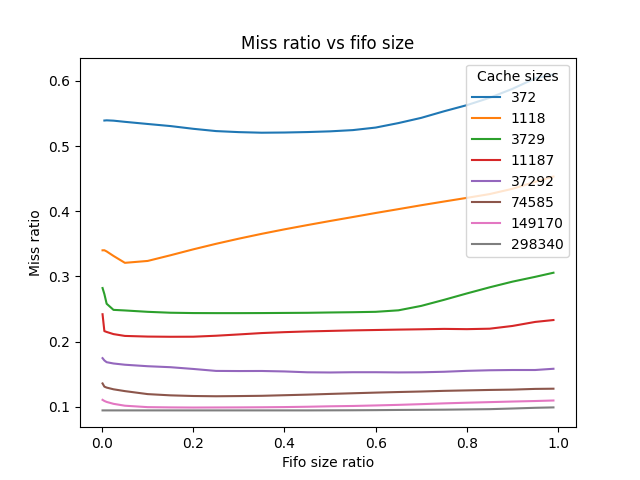 Miss ratio vs fifo size
Cache sizes
372
1118
3729
11187
37292
74585
149170
298340
Miss ratio
0.6
0.5
0.4
0.3
0.2
0.1
0.0 0.2 0.4 0.6 0.8 1.0
Fifo size ratio